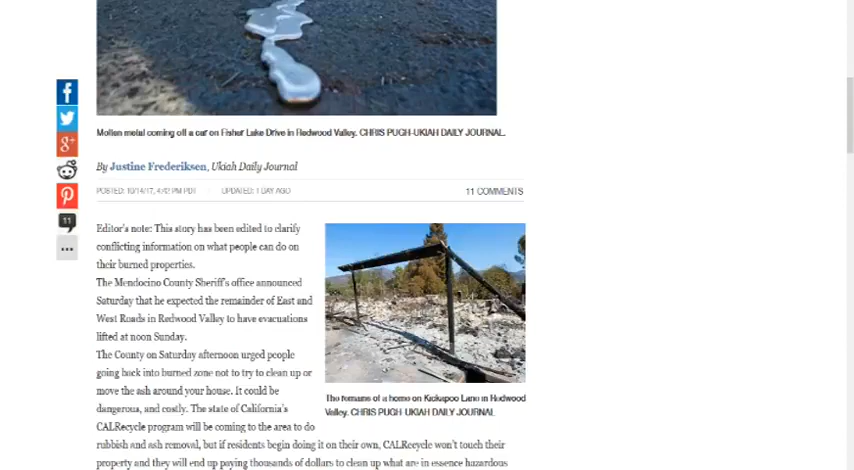 Molten metal coming off a car on Fisher Lake Drive in Redwood Valley. CHRIS PUGH-UKIAH DAILY JOURNAL.
By Justine Frederiksen, Ukiah Daily Journal
POSTED: 10/14/17, 4:42 PM PDT
UPDATED: 1 DAY AGO
11 COMMENTS
f
g+
11
Editor's note: This story has been edited to clarify
conflicting information on what people can do on
their burned properties.
The Mendocino County Sheriff's office announced
Saturday that he expected the remainder of East and
West Roads in Redwood Valley to have evacuations
lifted at noon Sunday.
The County on Saturday afternoon urged people
going back into burned zone not to try to clean up or
move the ash around your house. It could be
dangerous, and costly. The state of California's
CALRecycle program will be coming to the area to do
rubbish and ash removal, but if residents begin doing it on their own, CALRecycle won't touch their
property and they will end up paying thousands of dollars to clean up what are in essence hazardous
The remains of a home on Kickapoo Lane in Redwood
Valley. CHRIS PUGH-UKIAH DAILY JOURNAL